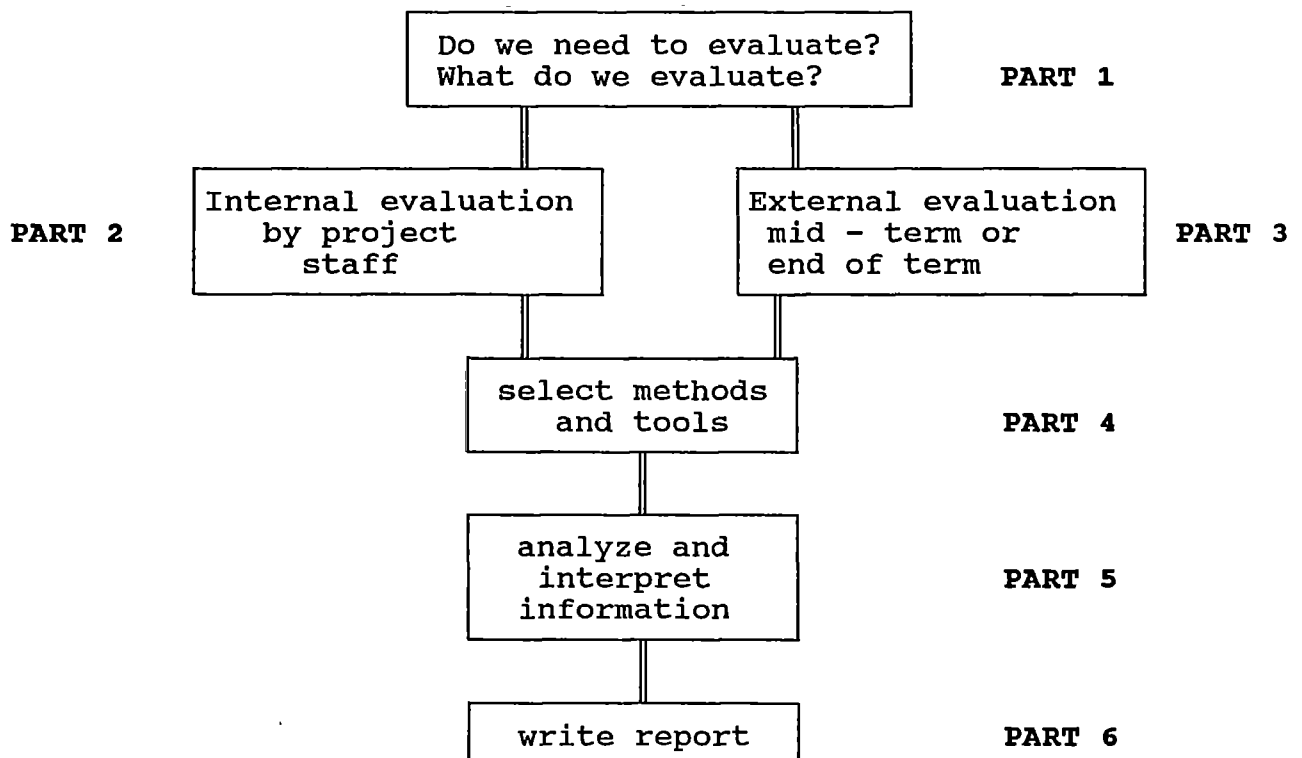 Do we need to evaluate?
What do we evaluate?
PART 1
Internal evaluation
by project
staff
PART 2
External evaluation
mid - term or
end of term
PART 3
select methods
and tools
PART 4
analyze and
interpret
information
PART 5
write report
PART 6